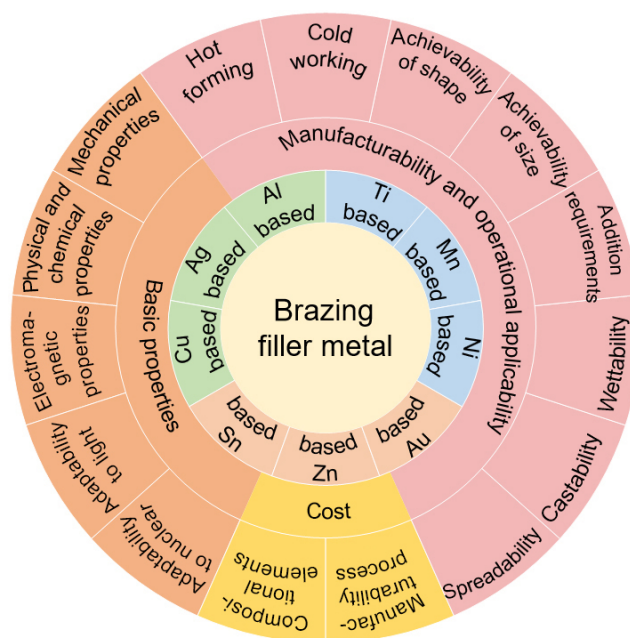 Brazing
filler metal
Al
based
Ti
based
Mn
based
Ni
based
Au
based
Zn
based
Sn
based
Cu
based
Ag
based
Manufacturability and operational applicability
Cost
Basic properties
Hot
forming
Cold
working
Achievability
of shape
Achievability
of size
Addition
requirements
Wettability
Castability
Spreadability
Manufac-
turability
process
Composi-
tional
elements
Adaptability
to nuclear
Adaptability
to light
Electroma-
gnetic
properties
Physical and
chemical
properties
Mechanical
properties